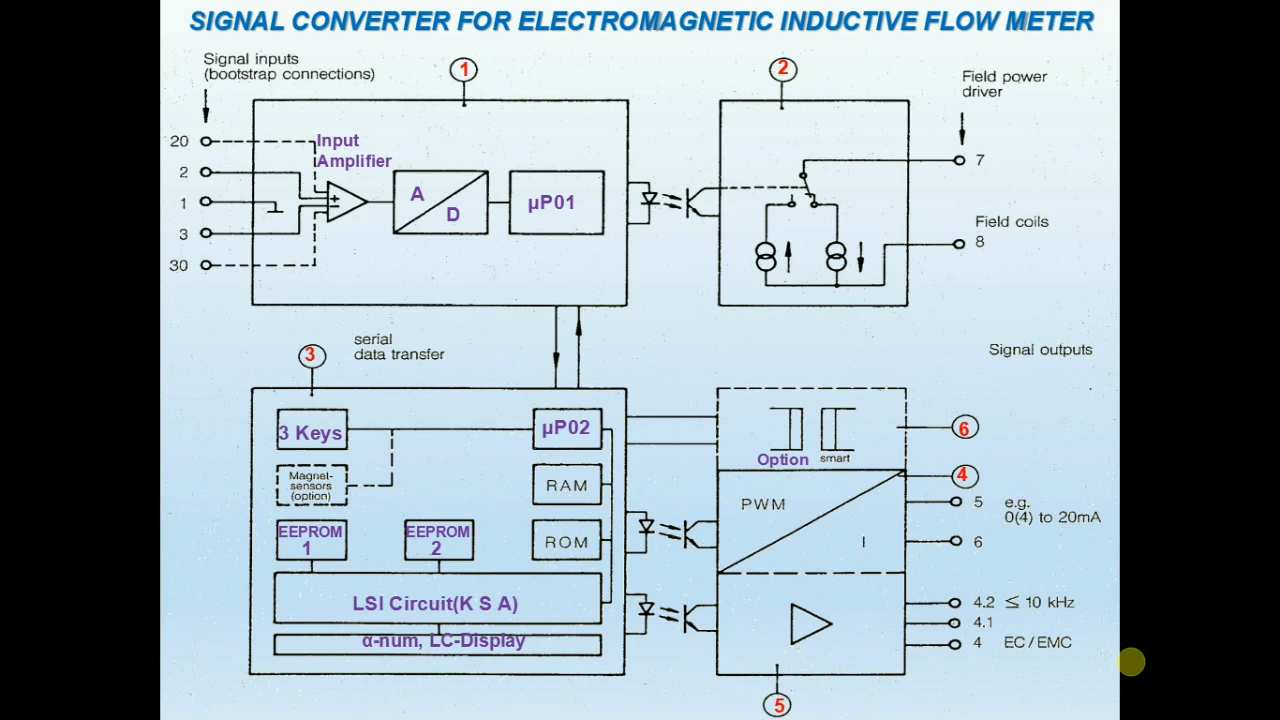 SIGNAL CONVERTER FOR ELECTROMAGNETIC INDUCTIVE FLOW METER
Signal inputs
(bootstrap connections)
1
2
Field power
driver
20
2
1
3
30
Input
Amplifier
+
−
A
D
µP01
7
Field coils
8
serial
data transfer
3
Signal outputs
3 Keys
µP02
Magnet-
sensors
(option)
RAM
EEPROM
1
EEPROM
2
ROM
LSI Circuit(K S A)
α-num, LC-Display
Option
smart
6
4
PWM
I
5 e.g.
0(4) to 20mA
6
4.2 ≤ 10 kHz
4.1
4 EC/EMC
5